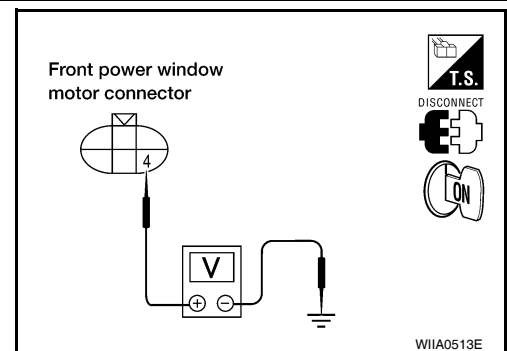 Front power window
motor connector
T.S.
DISCONNECT
4
ON
V
+ −
WIIA0513E